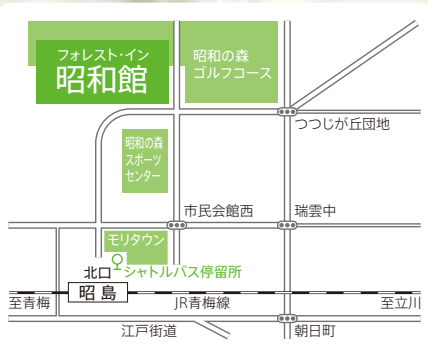 フォレスト・イン
昭和館
昭和の森
ゴルフコース
つつじが丘団地
昭和の森
スポーツ
センター
市民会館西
瑞雲中
モリタウン
北口
シャトルバス停留所
昭島
至青梅
JR青梅線
至立川
江戸街道
朝日町